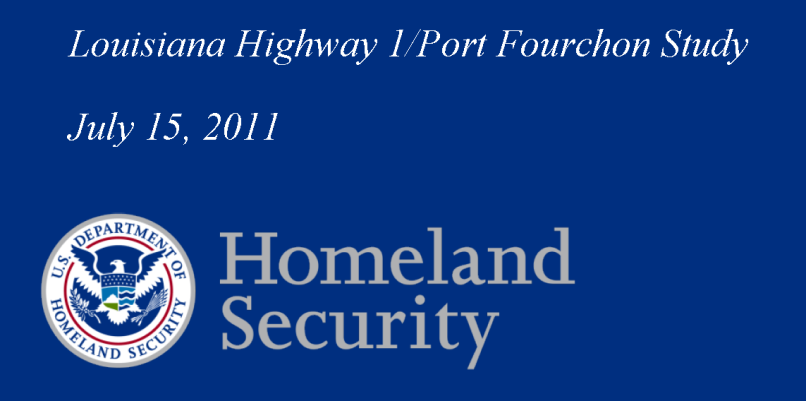 Louisiana Highway 1/Port Fourchon Study
July 15, 2011
U.S. DEPARTMENT OF
HOMELAND SECURITY
Homeland
Security